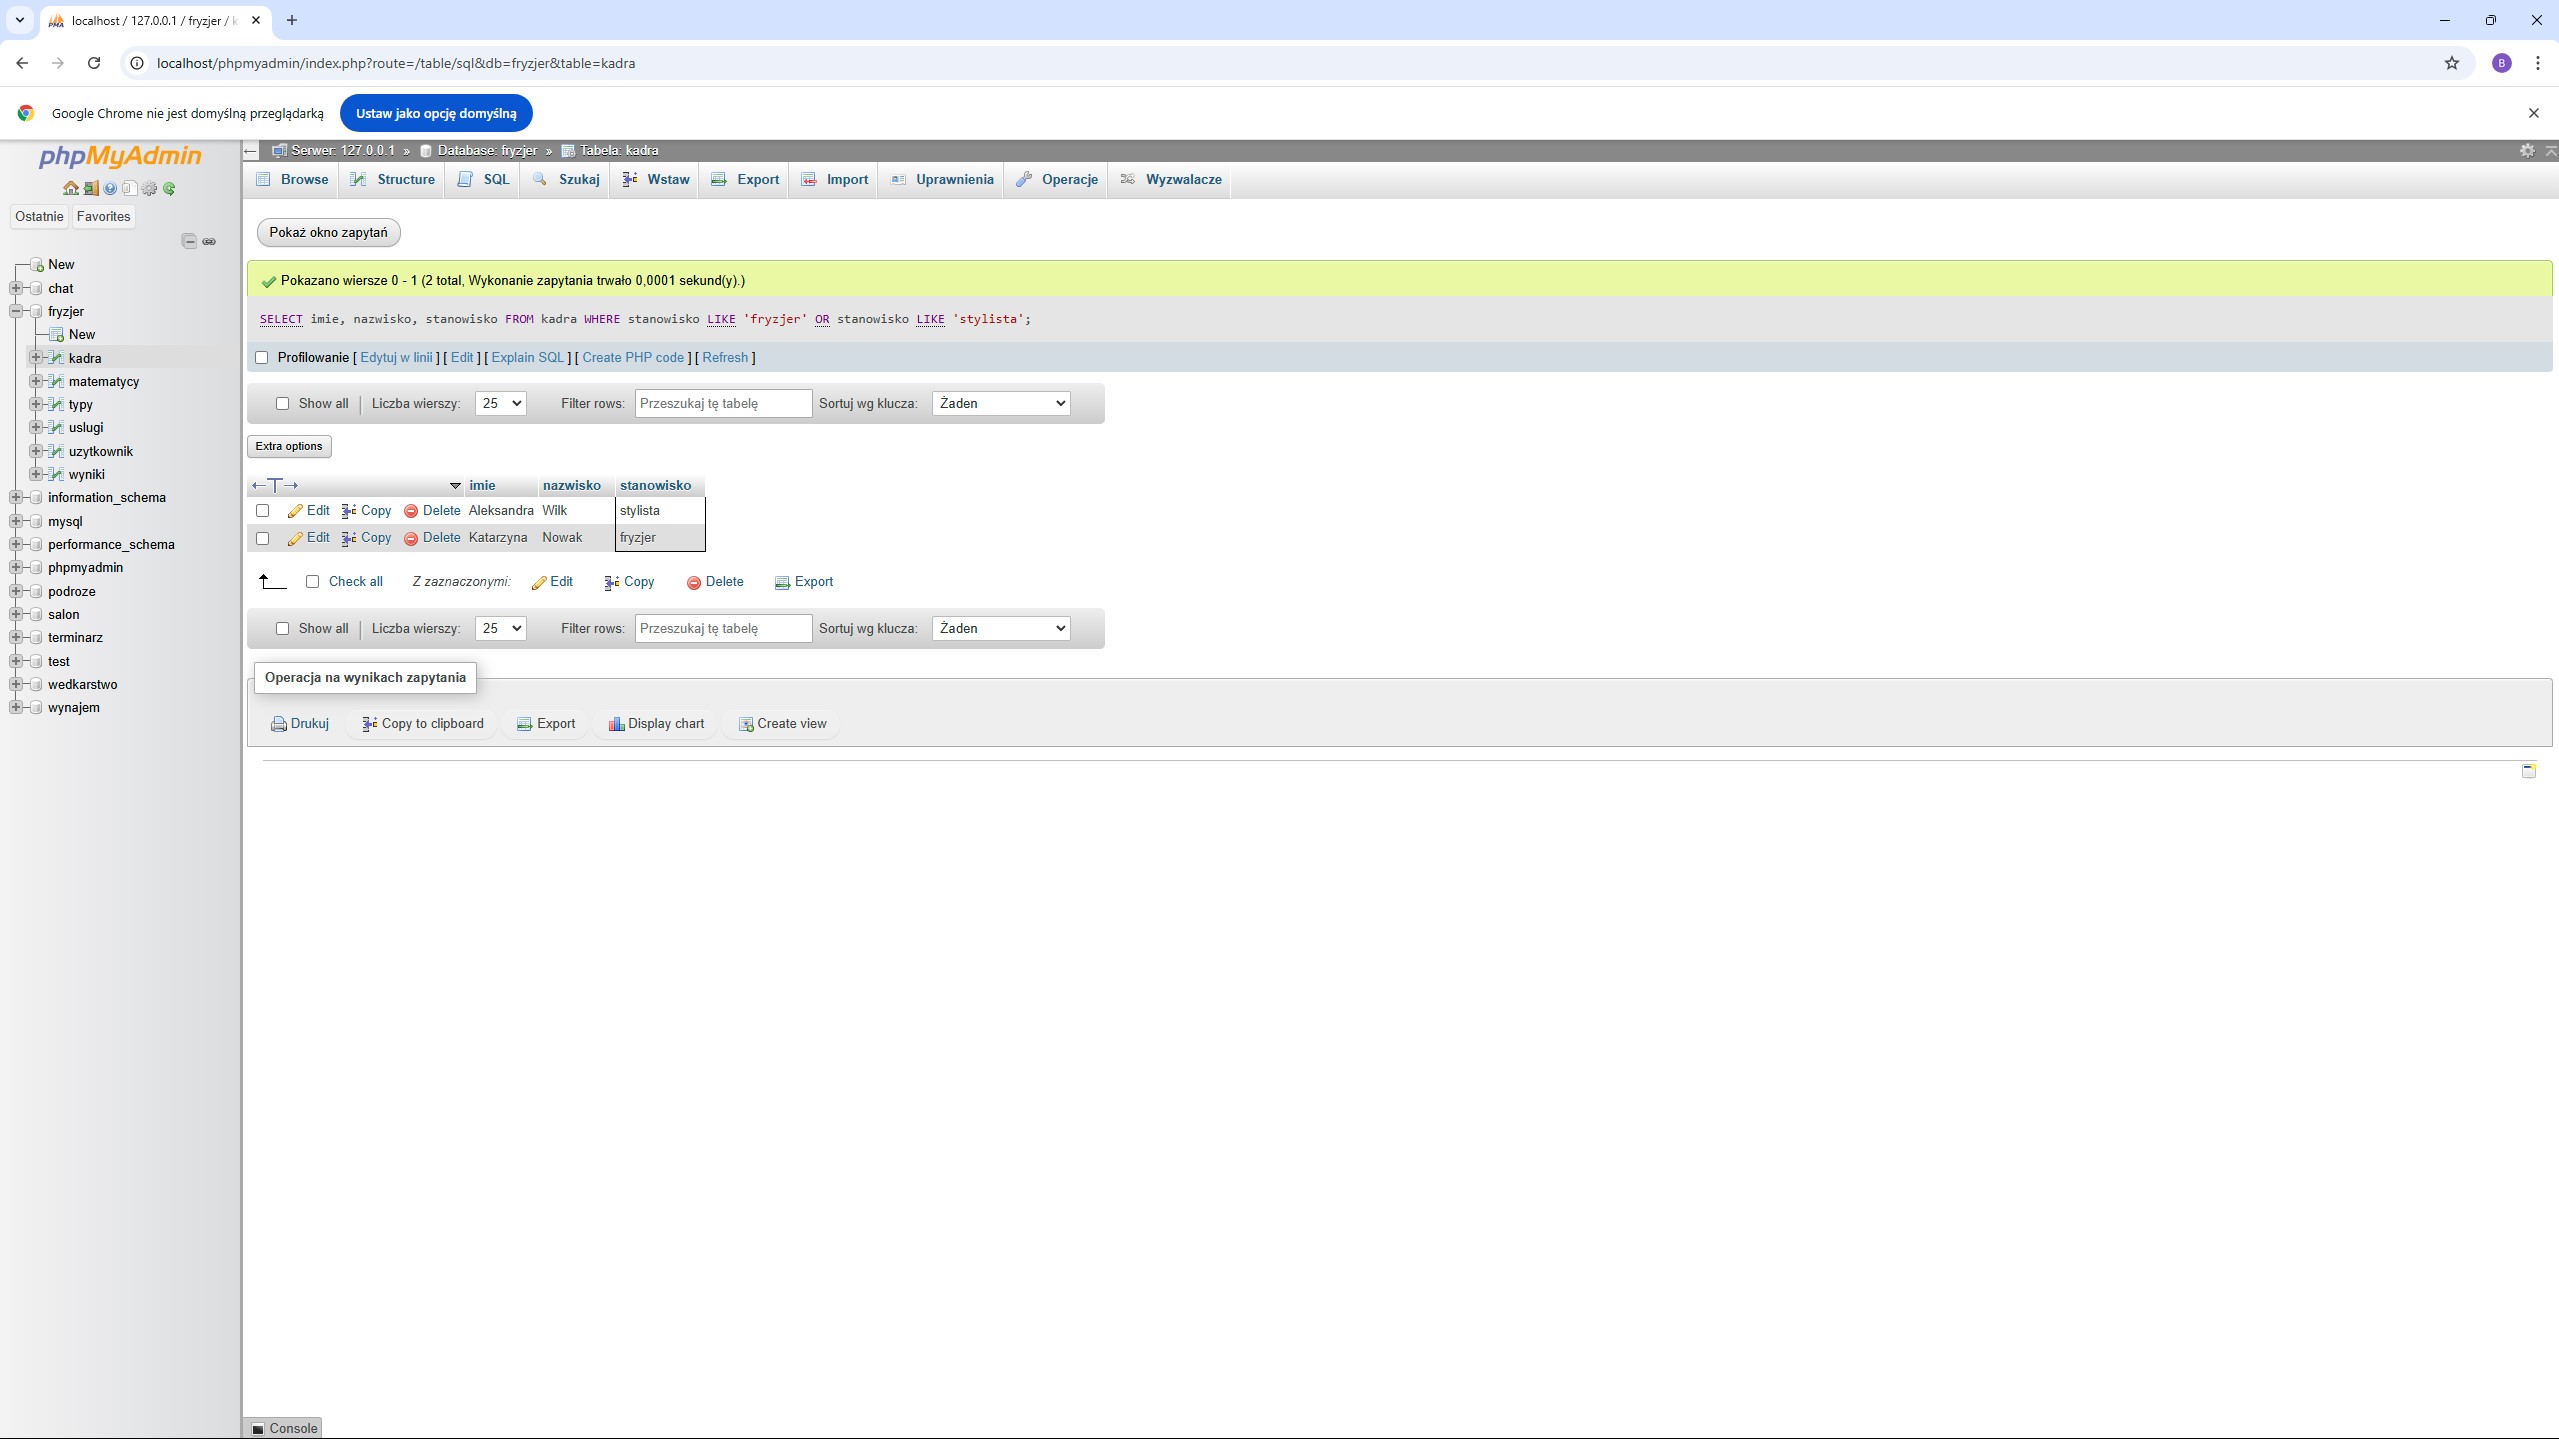 localhost / 127.0.0.1 / fryzjer / k
localhost/phpmyadmin/index.php?route=/table/sql&db=fryzjer&table=kadra
B
Google Chrome nie jest domyślną przeglądarką
Ustaw jako opcję domyślną
phpMyAdmin
Ostatnie Favorites
New
chat
fryzjer
New
kadra
matematycy
typy
uslugi
uzytkownik
wyniki
information_schema
mysql
performance_schema
phpmyadmin
podroze
salon
terminarz
test
wedkarstwo
wynajem
Serwer: 127.0.0.1 » Database: fryzjer » Tabela: kadra
Browse Structure SQL Szukaj Wstaw Export Import Uprawnienia Operacje Wyzwalacze
Pokaż okno zapytań
Pokazano wiersze 0 - 1 (2 total, Wykonanie zapytania trwało 0,0001 sekund(y).)
SELECT imie, nazwisko, stanowisko FROM kadra WHERE stanowisko LIKE 'fryzjer' OR stanowisko LIKE 'stylista';
Profilowanie [ Edytuj w linii ] [ Edit ] [ Explain SQL ] [ Create PHP code ] [ Refresh ]
Show all Liczba wierszy: 25 Filter rows: Przeszukaj tę tabelę Sortuj wg klucza: Żaden
Extra options
imie nazwisko stanowisko
Edit Copy Delete Aleksandra Wilk stylista
Edit Copy Delete Katarzyna Nowak fryzjer
Check all Z zaznaczonymi: Edit Copy Delete Export
Show all Liczba wierszy: 25 Filter rows: Przeszukaj tę tabelę Sortuj wg klucza: Żaden
Operacja na wynikach zapytania
Drukuj Copy to clipboard Export Display chart Create view
Console